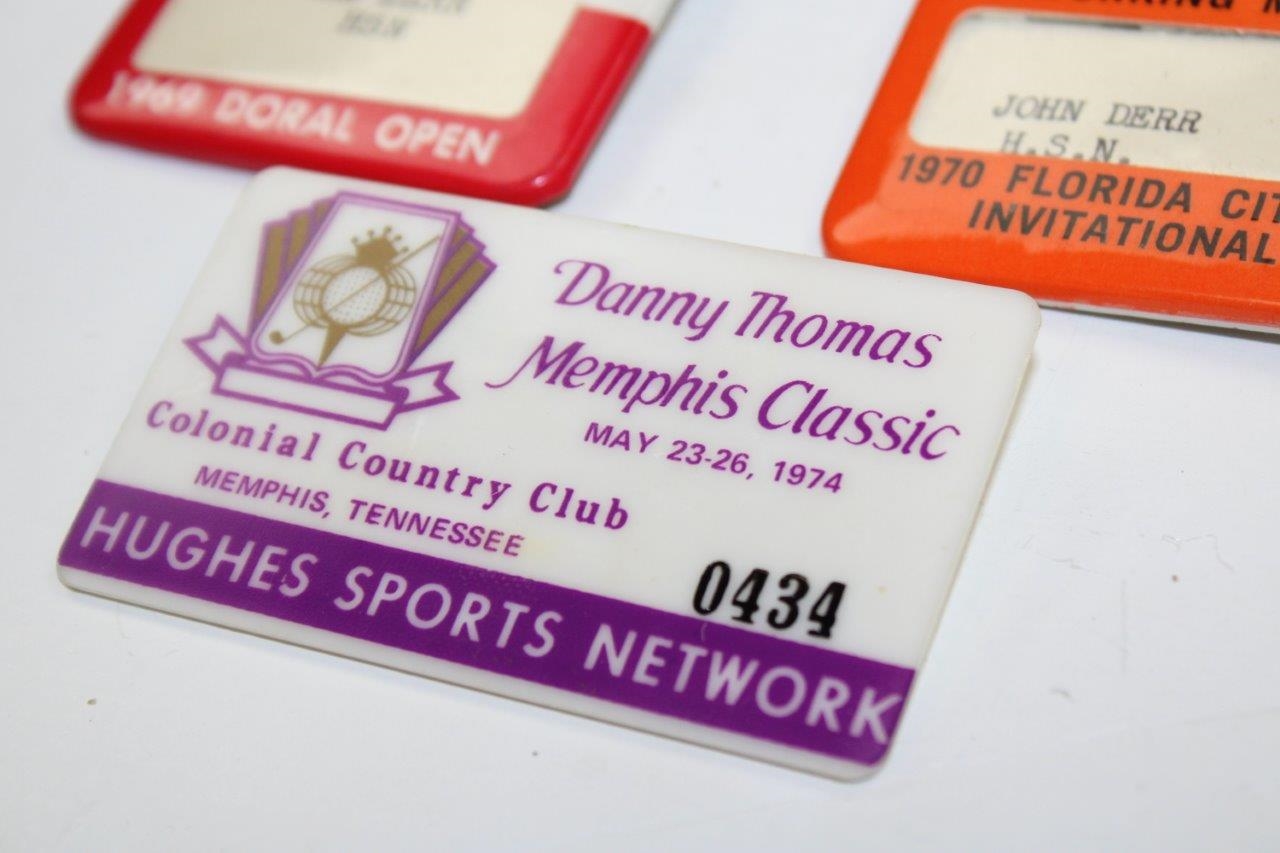 HSN
1969 DORAL OPEN
JOHN DERR
H.S.N.
1970 FLORIDA
INVITATIONAL
Danny Thomas
Memphis Classic
MAY 23-26, 1974
Colonial Country Club
MEMPHIS, TENNESSEE
0434
HUGHES SPORTS NETWORK